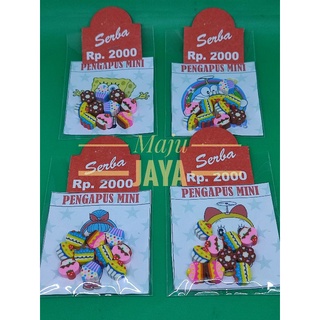 Serba
Rp. 2000
PENGAPUS MINI
Serba
Rp. 2000
PENGAPUS MINI
Maju
JAYA
Serba
Rp. 2000
PENGAPUS MINI
Serba
Rp. 2000
PENGAPUS MINI